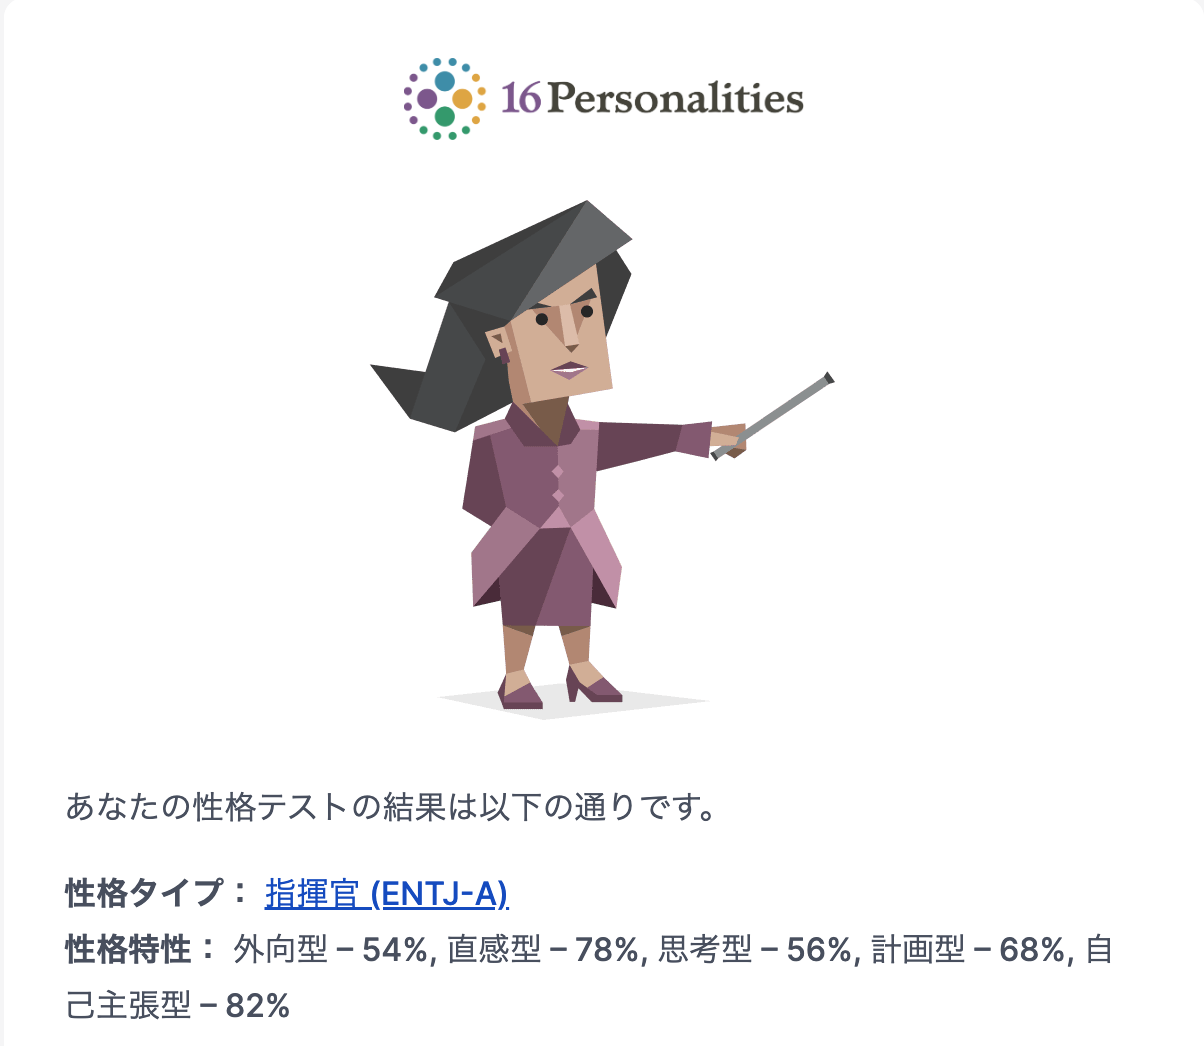 16Personalities
あなたの性格テストの結果は以下の通りです。
性格タイプ： 指揮官 (ENTJ-A)
性格特性： 外向型 – 54%, 直感型 – 78%, 思考型 – 56%, 計画型 – 68%, 自
己主張型 – 82%